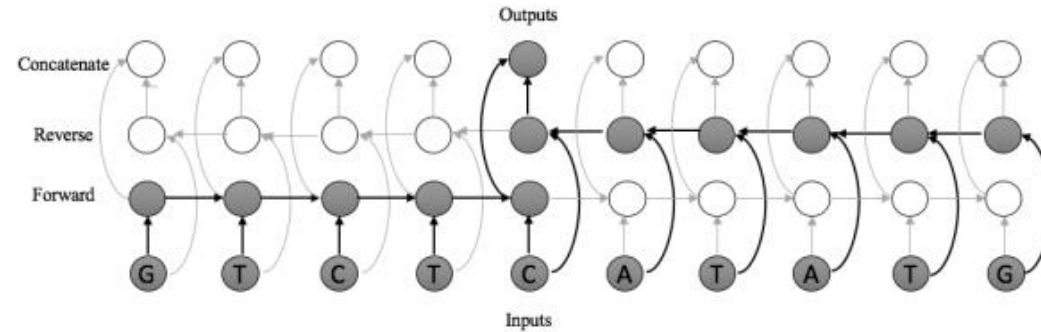 Outputs
Concatenate
Reverse
Forward
G T C T C A T A T G
Inputs